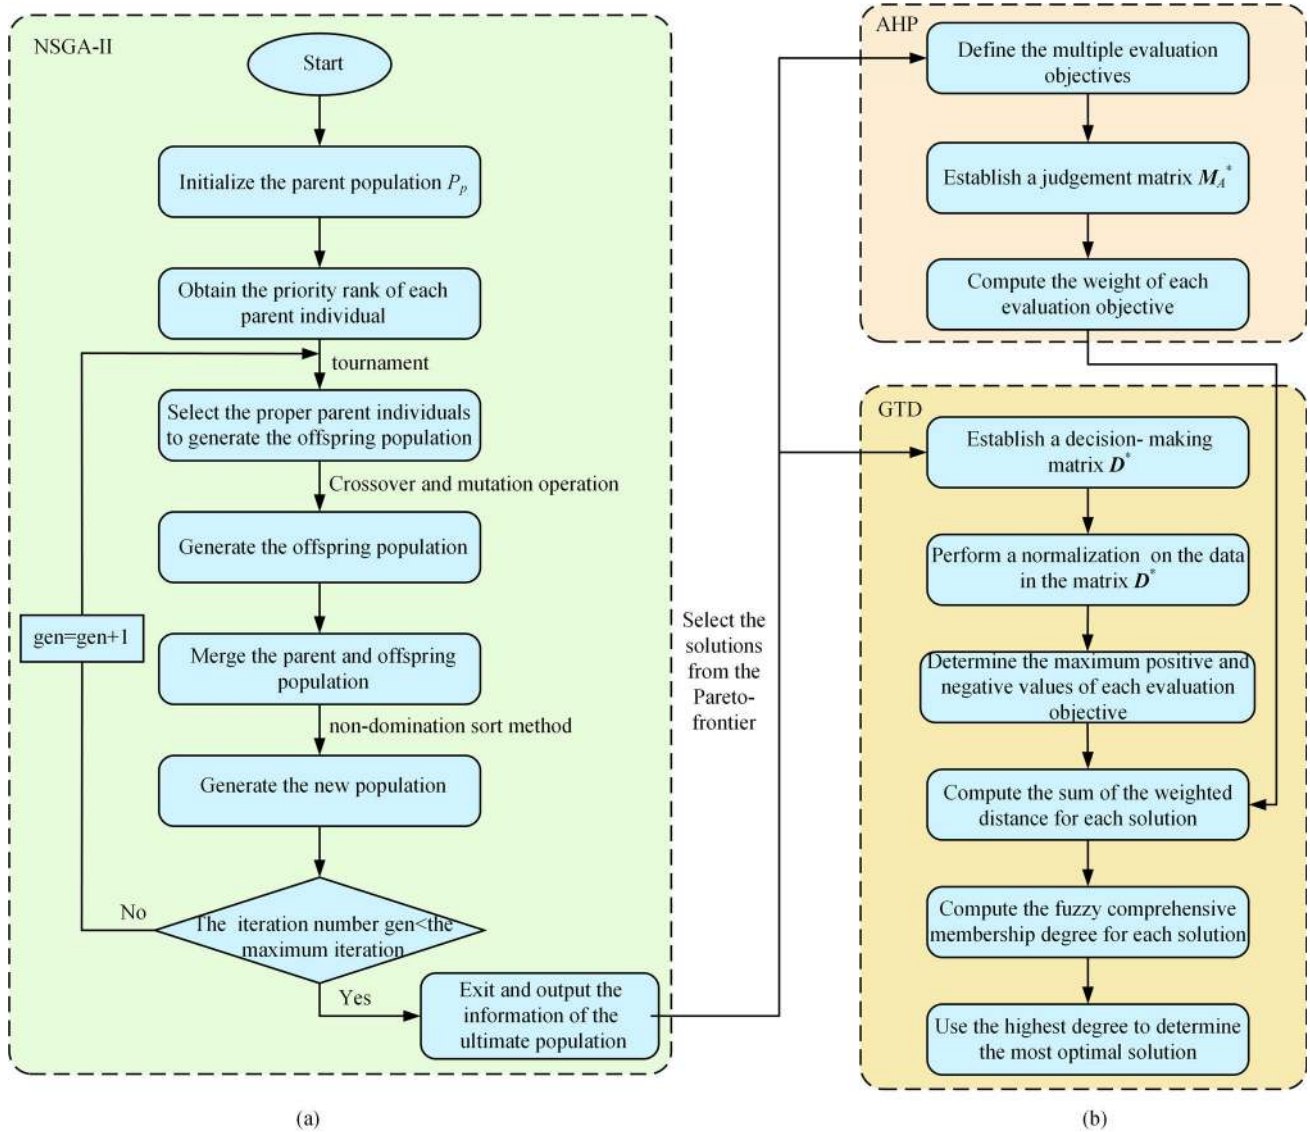 NSGA-II
Start
Initialize the parent population Pp
Obtain the priority rank of each
parent individual
tournament
Select the proper parent individuals
to generate the offspring population
Crossover and mutation operation
Generate the offspring population
gen=gen+1
Merge the parent and offspring
population
non-domination sort method
Generate the new population
No
The iteration number gen<the
maximum iteration
Yes
Exit and output the
information of the
ultimate population
(a)
Select the
solutions
from the
Pareto-
frontier
AHP
Define the multiple evaluation
objectives
Establish a judgement matrix MA*
Compute the weight of each
evaluation objective
GTD
Establish a decision- making
matrix D*
Perform a normalization on the data
in the matrix D*
Determine the maximum positive and
negative values of each evaluation
objective
Compute the sum of the weighted
distance for each solution
Compute the fuzzy comprehensive
membership degree for each solution
Use the highest degree to determine
the most optimal solution
(b)